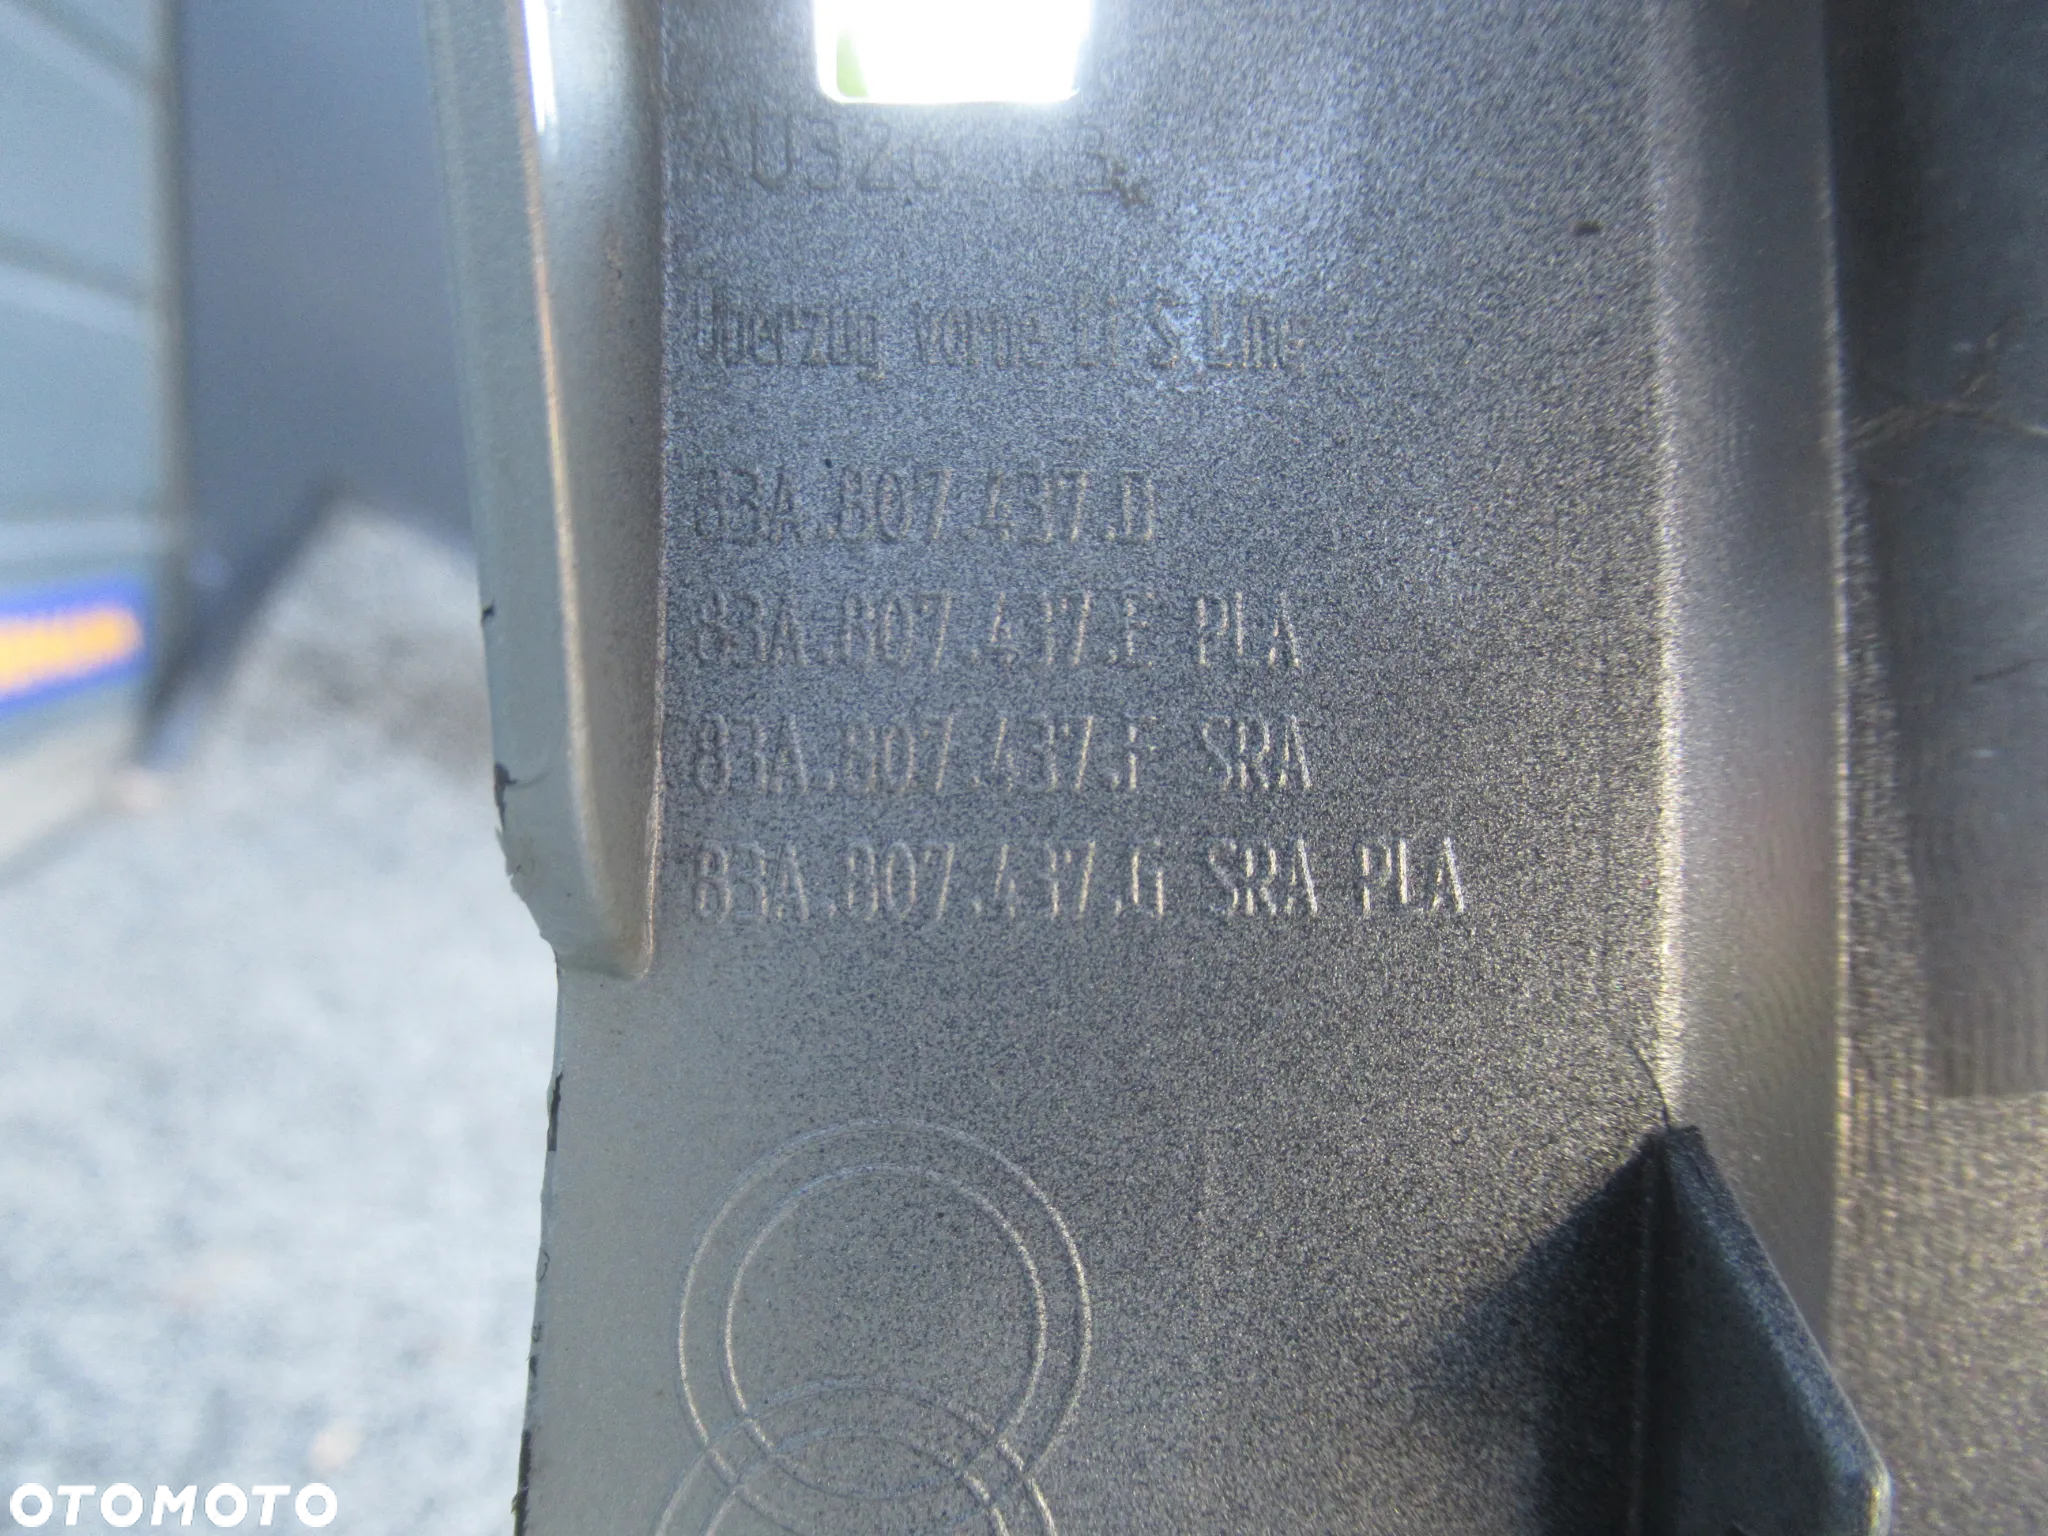 Überzug vorne LI S Line
83A.807.437.D
83A.807.437.E PLA
83A.807.437.F SRA
83A.807.437.G SRA PLA
OTOMOTO